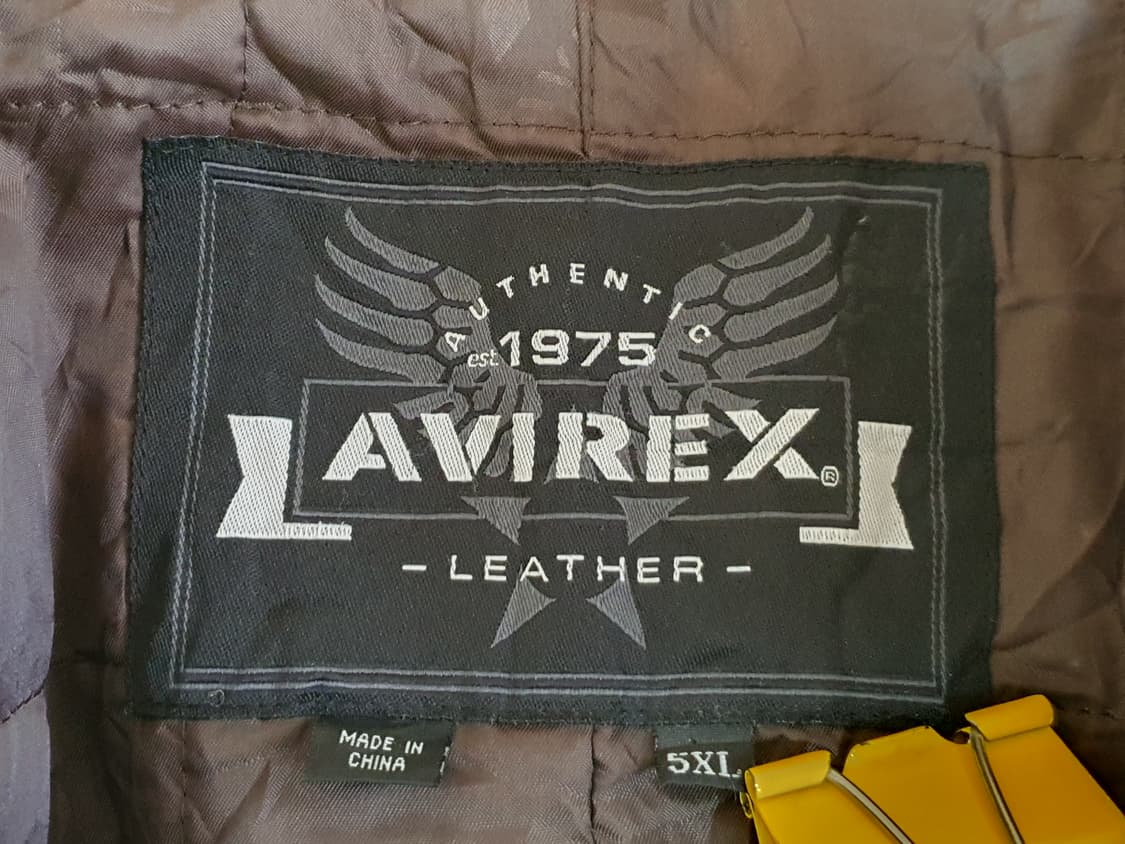 AUTHENTIC
est. 1975
AVIREX®
- LEATHER -
MADE IN
CHINA
5XL